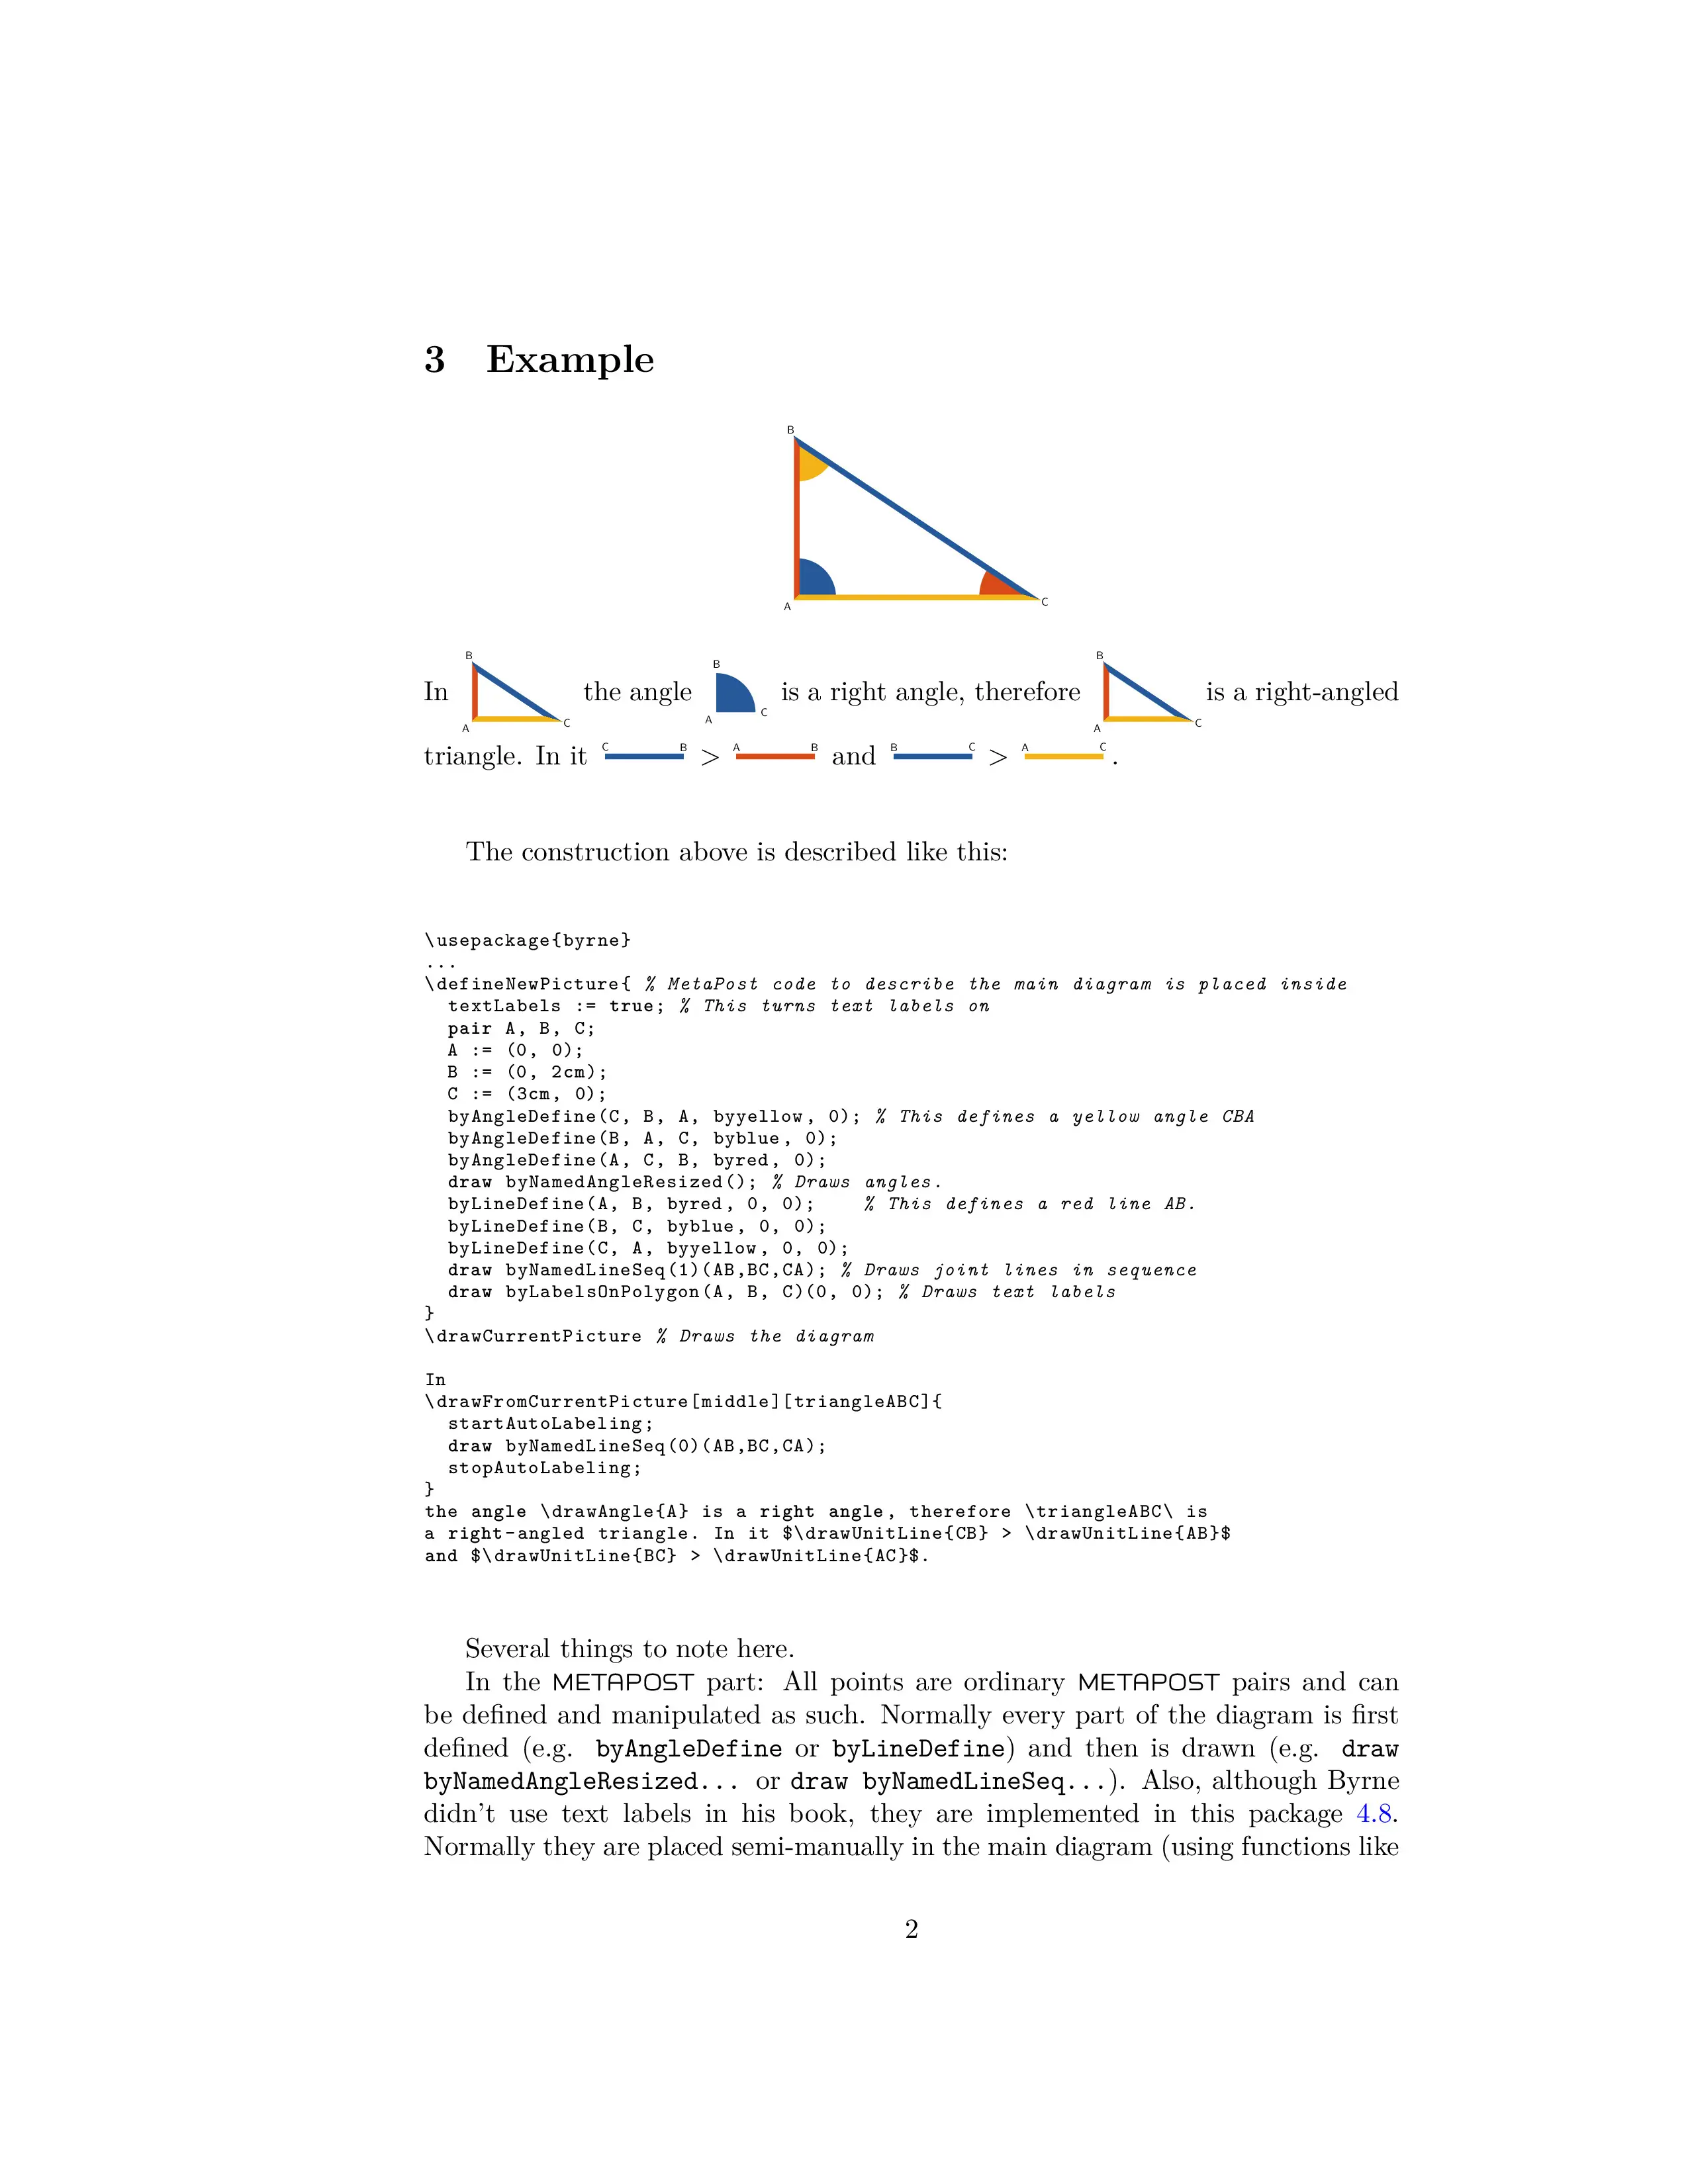 3 Example
B
A
C
In B A C the angle B A C is a right angle, therefore B A C is a right-angled
triangle. In it C B > A B and B C > A C .
The construction above is described like this:
\usepackage{byrne}
...
\defineNewPicture{ % MetaPost code to describe the main diagram is placed inside
  textLabels := true; % This turns text labels on
  pair A, B, C;
  A := (0, 0);
  B := (0, 2cm);
  C := (3cm, 0);
  byAngleDefine(C, B, A, byyellow, 0); % This defines a yellow angle CBA
  byAngleDefine(B, A, C, byblue, 0);
  byAngleDefine(A, C, B, byred, 0);
  draw byNamedAngleResized(); % Draws angles.
  byLineDefine(A, B, byred, 0, 0);    % This defines a red line AB.
  byLineDefine(B, C, byblue, 0, 0);
  byLineDefine(C, A, byyellow, 0, 0);
  draw byNamedLineSeq(1)(AB,BC,CA); % Draws joint lines in sequence
  draw byLabelsOnPolygon(A, B, C)(0, 0); % Draws text labels
}
\drawCurrentPicture % Draws the diagram
In
\drawFromCurrentPicture[middle][triangleABC]{
  startAutoLabeling;
  draw byNamedLineSeq(0)(AB,BC,CA);
  stopAutoLabeling;
}
the angle \drawAngle{A} is a right angle, therefore \triangleABC\ is
a right-angled triangle. In it $\drawUnitLine{CB} > \drawUnitLine{AB}$
and $\drawUnitLine{BC} > \drawUnitLine{AC}$.
Several things to note here.
In the METAPOST part: All points are ordinary METAPOST pairs and can
be defined and manipulated as such. Normally every part of the diagram is first
defined (e.g. byAngleDefine or byLineDefine) and then is drawn (e.g. draw
byNamedAngleResized... or draw byNamedLineSeq...). Also, although Byrne
didn't use text labels in his book, they are implemented in this package 4.8.
Normally they are placed semi-manually in the main diagram (using functions like
2